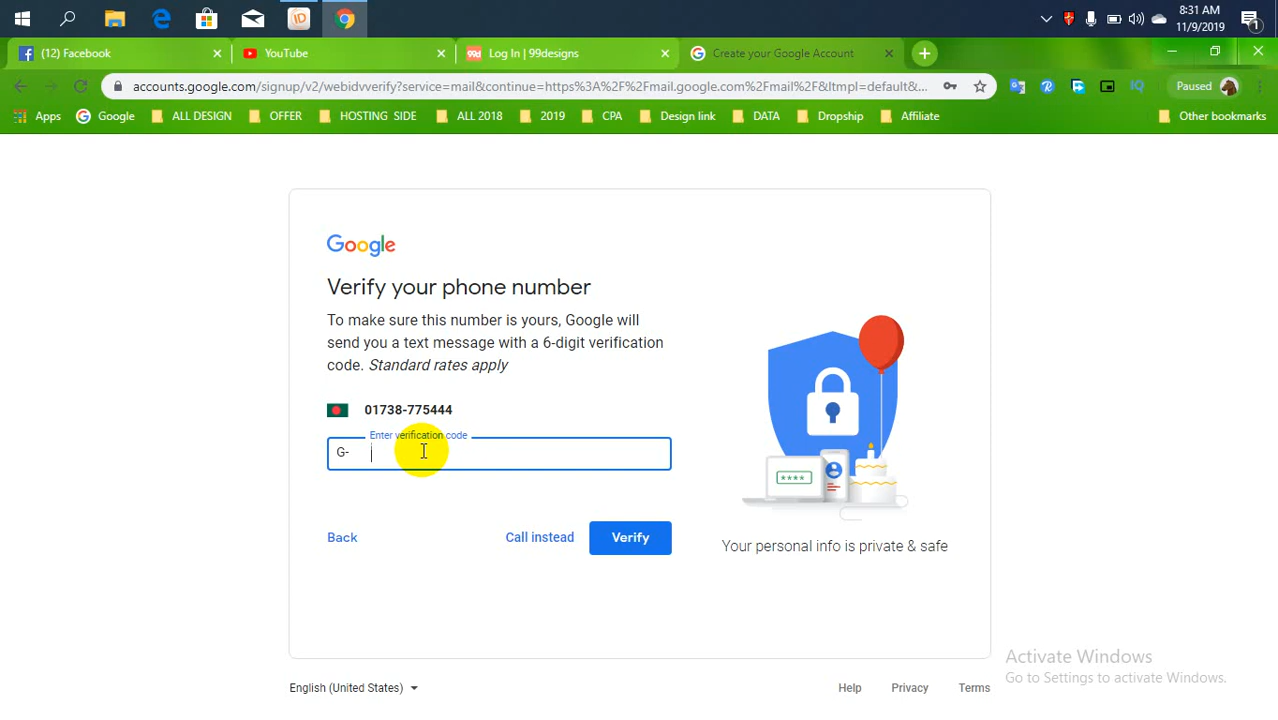 8:31 AM
11/9/2019
1
(12) Facebook
YouTube
99d
Log In | 99designs
Create your Google Account
accounts.google.com/signup/v2/webidvverify?service=mail&continue=https%3A%2F%2Fmail.google.com%2Fmail%2F&ltmpl=default&...
Paused
Apps
Google
ALL DESIGN
OFFER
HOSTING SIDE
ALL 2018
2019
CPA
Design link
DATA
Dropship
Affiliate
Other bookmarks
Google
Verify your phone number
To make sure this number is yours, Google will
send you a text message with a 6-digit verification
code. Standard rates apply
01738-775444
Enter verification code
G-
Back
Call instead
Verify
****
Your personal info is private & safe
Activate Windows
Go to Settings to activate Windows.
English (United States)
Help
Privacy
Terms